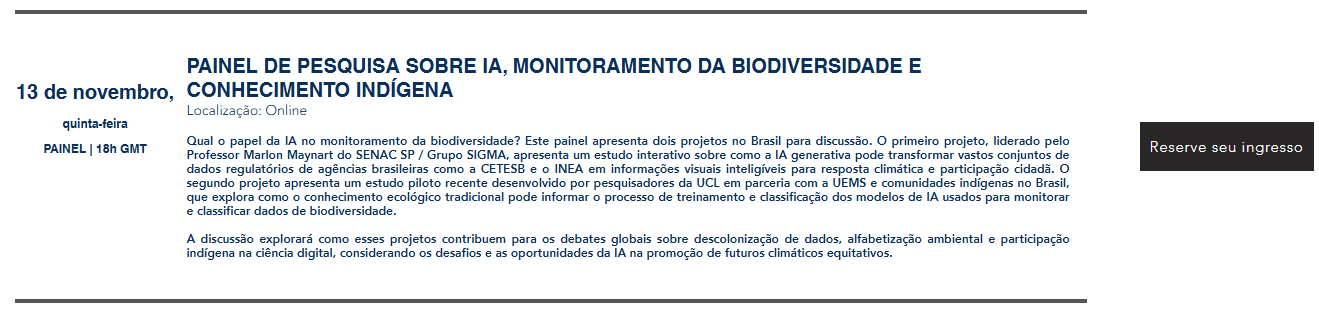 13 de novembro,
quinta-feira
PAINEL | 18h GMT
PAINEL DE PESQUISA SOBRE IA, MONITORAMENTO DA BIODIVERSIDADE E
CONHECIMENTO INDÍGENA
Localização: Online
Qual o papel da IA no monitoramento da biodiversidade? Este painel apresenta dois projetos no Brasil para discussão. O primeiro projeto, liderado pelo
Professor Marlon Maynart do SENAC SP / Grupo SIGMA, apresenta um estudo interativo sobre como a IA generativa pode transformar vastos conjuntos de
dados regulatórios de agências brasileiras como a CETESB e o INEA em informações visuais inteligíveis para resposta climática e participação cidadã. O
segundo projeto apresenta um estudo piloto recente desenvolvido por pesquisadores da UCL em parceria com a UEMS e comunidades indígenas no Brasil,
que explora como o conhecimento ecológico tradicional pode informar o processo de treinamento e classificação dos modelos de IA usados para monitorar
e classificar dados de biodiversidade.
A discussão explorará como esses projetos contribuem para os debates globais sobre descolonização de dados, alfabetização ambiental e participação
indígena na ciência digital, considerando os desafios e as oportunidades da IA na promoção de futuros climáticos equitativos.
Reserve seu ingresso